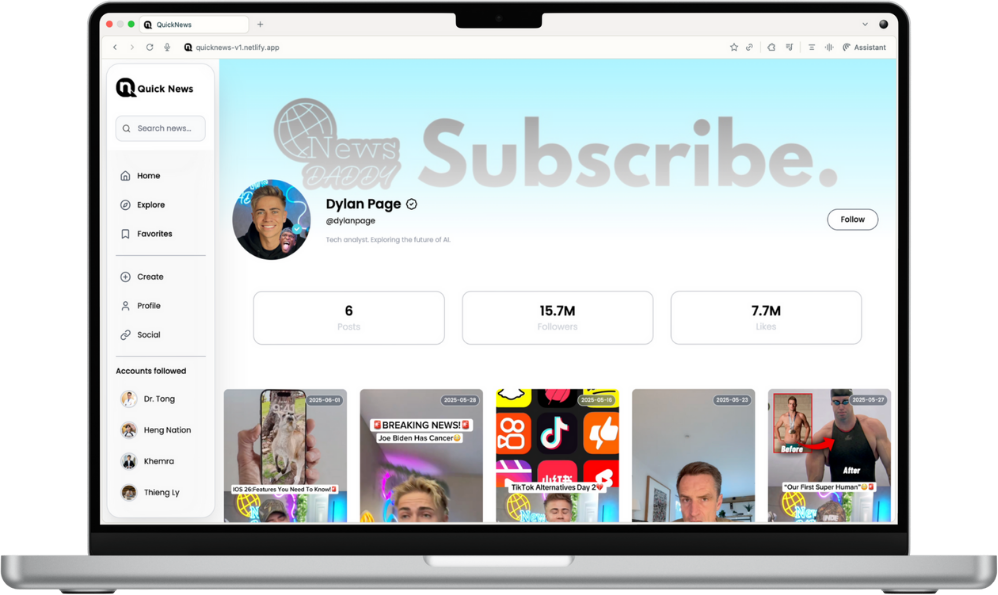 QuickNews
quicknews-v1.netlify.app
Assistant
Quick News
Search news...
Home
Explore
Favorites
Create
Profile
Social
Accounts followed
Dr. Tong
Heng Nation
Khemra
Thieng Ly
News
DADDY
Subscribe.
Dylan Page
@dylanpage
Tech analyst. Exploring the future of AI.
Follow
6
Posts
15.7M
Followers
7.7M
Likes
2025-06-01
IOS 26:Features You Need To Know!🚨
2025-05-28
🚨BREAKING NEWS!🚨
Joe Biden Has Cancer😳
TikTok Alternatives Day 2💔
2025-05-23
2025-05-27
Before
After
"Our First Super Human"😳🚨